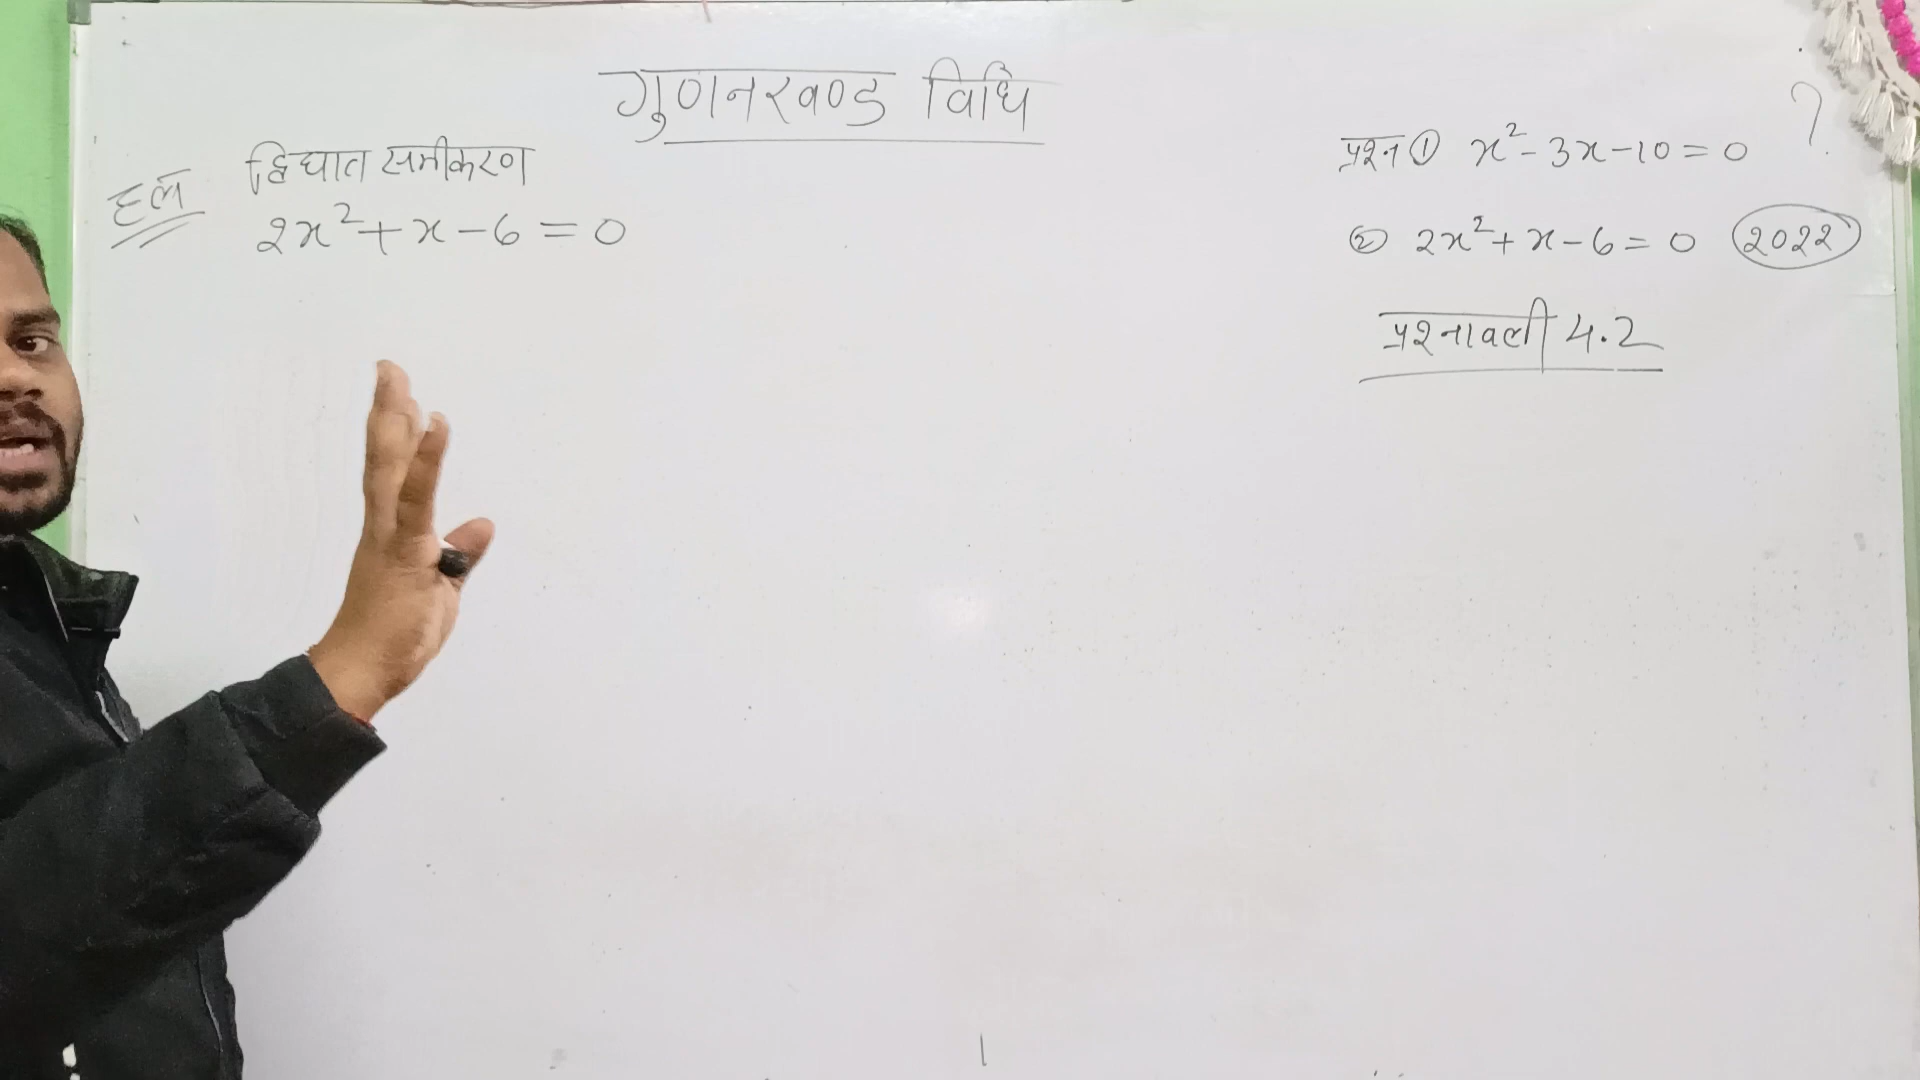 गुणनखण्ड विधि
हल द्विघात समीकरण
2x²+x-6=0
प्रश्न ① x²-3x-10=0 ?
② 2x²+x-6=0 2022
प्रश्नावली 4.2